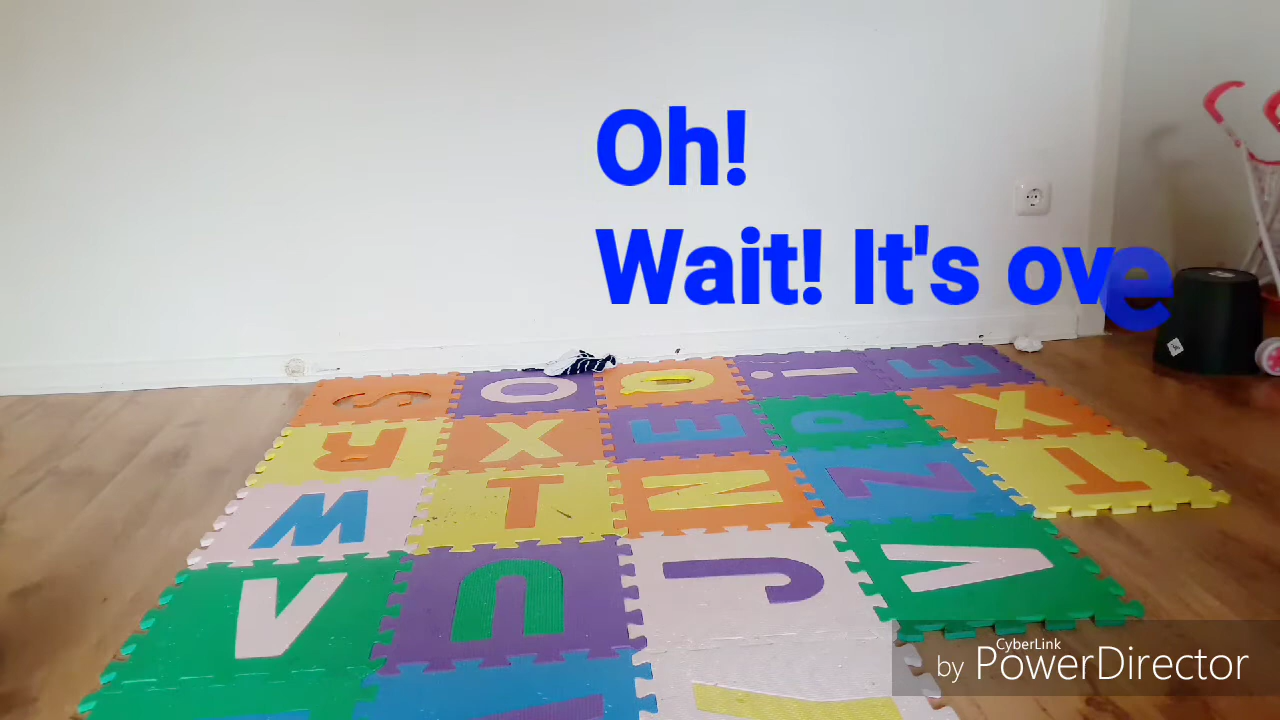 Oh!
Wait! It's ove
S O Q i E
R X E P X
W T N Z T
V U J V
CyberLink
by PowerDirector